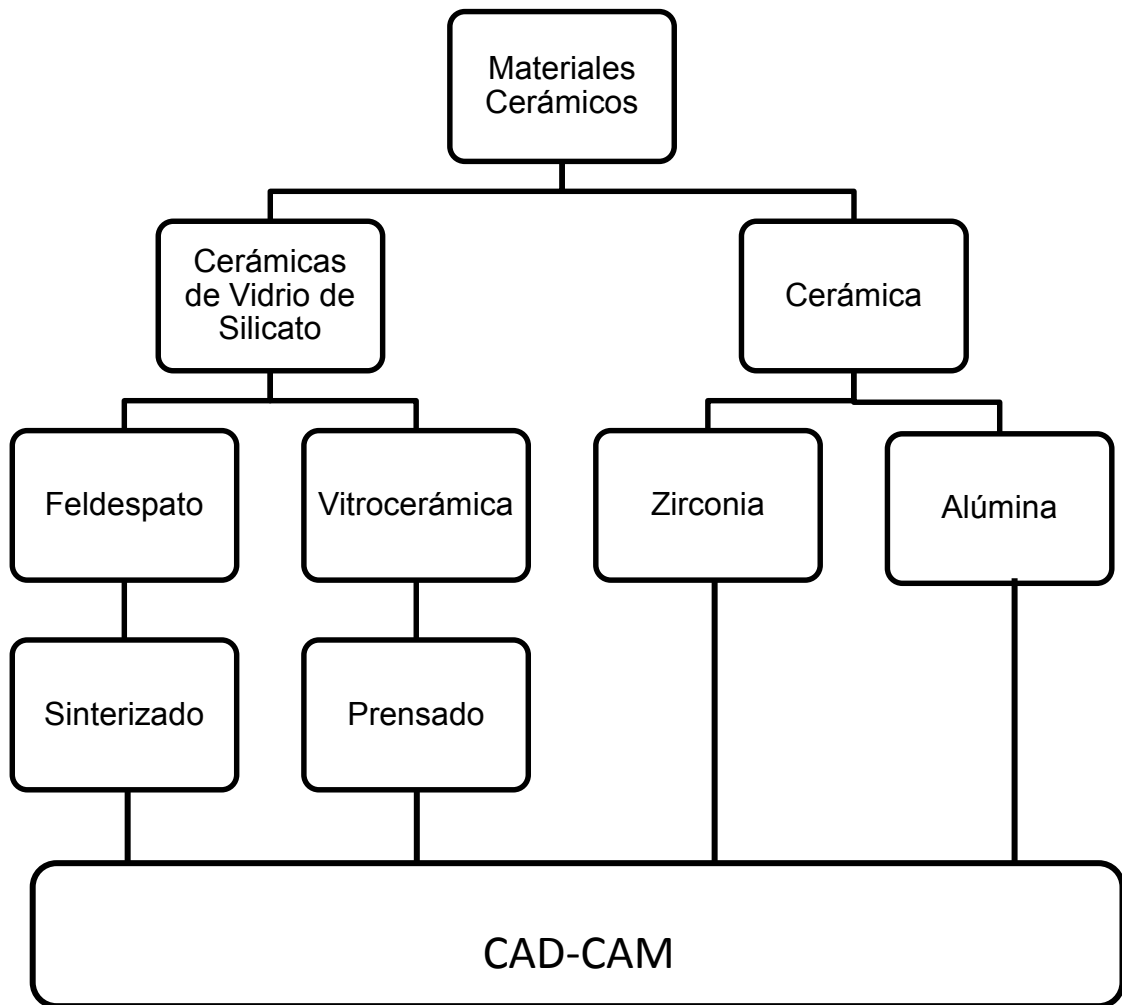 Materiales
Cerámicos
Cerámicas
de Vidrio de
Silicato
Cerámica
Feldespato
Vitrocerámica
Zirconia
Alúmina
Sinterizado
Prensado
CAD-CAM